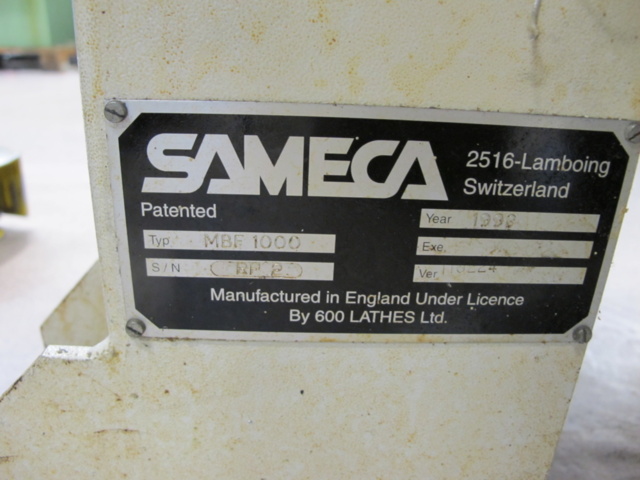 SAMECA
2516-Lamboing
Switzerland
Patented
Typ MBF 1000
S/N
Year 1998
Exe.
Ver.
Manufactured in England Under Licence
By 600 LATHES Ltd.